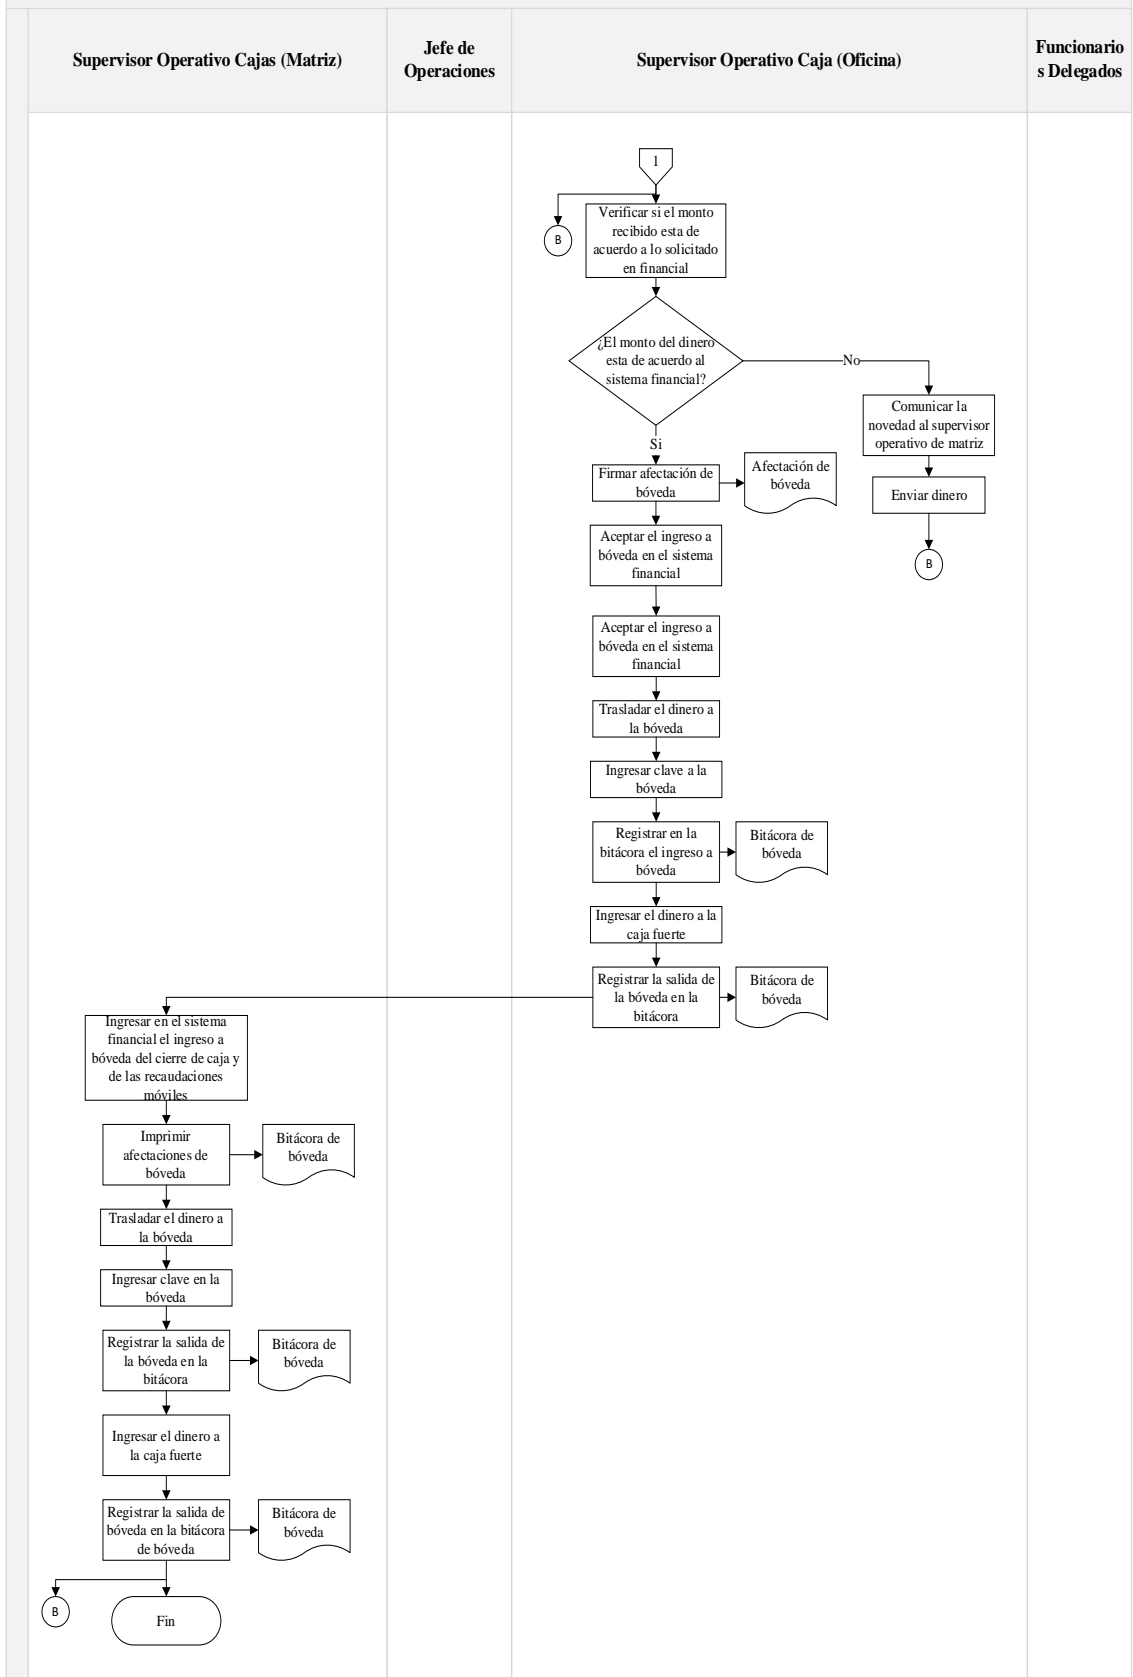 Supervisor Operativo Cajas (Matriz)
Jefe de
Operaciones
Supervisor Operativo Caja (Oficina)
Funcionario
s Delegados
1
B
Verificar si el monto
recibido esta de
acuerdo a lo solicitado
en financial
¿El monto del dinero
esta de acuerdo al
sistema financial?
No
Comunicar la
novedad al supervisor
operativo de matriz
Si
Firmar afectación de
bóveda
Afectación de
bóveda
Enviar dinero
B
Aceptar el ingreso a
bóveda en el sistema
financial
Aceptar el ingreso a
bóveda en el sistema
financial
Trasladar el dinero a
la bóveda
Ingresar clave a la
bóveda
Registrar en la
bitácora el ingreso a
bóveda
Bitácora de
bóveda
Ingresar el dinero a la
caja fuerte
Registrar la salida de
la bóveda en la
bitácora
Bitácora de
bóveda
Ingresar en el sistema
financial el ingreso a
bóveda del cierre de caja y
de las recaudaciones
móviles
Imprimir
afectaciones de
bóveda
Bitácora de
bóveda
Trasladar el dinero a
la bóveda
Ingresar clave en la
bóveda
Registrar la salida de
la bóveda en la
bitácora
Bitácora de
bóveda
Ingresar el dinero a
la caja fuerte
Registrar la salida de
bóveda en la bitácora
de bóveda
Bitácora de
bóveda
B
Fin